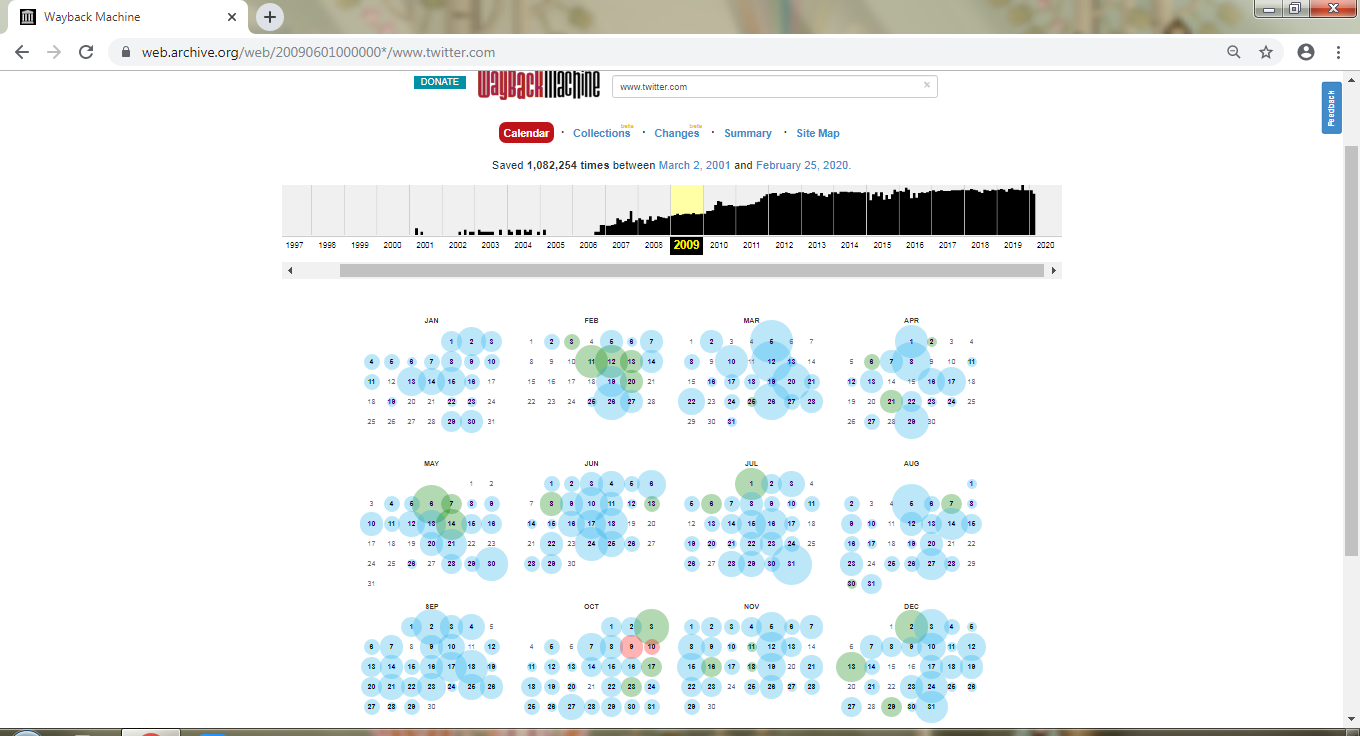 Wayback Machine
web.archive.org/web/20090601000000*/www.twitter.com
DONATE
WayBackMachine
www.twitter.com
Feedback
Calendar · Collections beta · Changes beta · Summary · Site Map
Saved 1,082,254 times between March 2, 2001 and February 25, 2020.
1997 1998 1999 2000 2001 2002 2003 2004 2005 2006 2007 2008 2009 2010 2011 2012 2013 2014 2015 2016 2017 2018 2019 2020
JAN
1 2 3
4 5 6 7 8 9 10
11 12 13 14 15 16 17
18 19 20 21 22 23 24
25 26 27 28 29 30 31
FEB
1 2 3 4 5 6 7
8 9 10 11 12 13 14
15 16 17 18 19 20 21
22 23 24 25 26 27 28
MAR
1 2 3 4 5 6 7
8 9 10 11 12 13 14
15 16 17 18 19 20 21
22 23 24 25 26 27 28
29 30 31
APR
1 2 3 4
5 6 7 8 9 10 11
12 13 14 15 16 17 18
19 20 21 22 23 24 25
26 27 28 29 30
MAY
1 2
3 4 5 6 7 8 9
10 11 12 13 14 15 16
17 18 19 20 21 22 23
24 25 26 27 28 29 30
31
JUN
1 2 3 4 5 6
7 8 9 10 11 12 13
14 15 16 17 18 19 20
21 22 23 24 25 26 27
28 29 30
JUL
1 2 3 4
5 6 7 8 9 10 11
12 13 14 15 16 17 18
19 20 21 22 23 24 25
26 27 28 29 30 31
AUG
1
2 3 4 5 6 7 8
9 10 11 12 13 14 15
16 17 18 19 20 21 22
23 24 25 26 27 28 29
30 31
SEP
1 2 3 4 5
6 7 8 9 10 11 12
13 14 15 16 17 18 19
20 21 22 23 24 25 26
27 28 29 30
OCT
1 2 3
4 5 6 7 8 9 10
11 12 13 14 15 16 17
18 19 20 21 22 23 24
25 26 27 28 29 30 31
NOV
1 2 3 4 5 6 7
8 9 10 11 12 13 14
15 16 17 18 19 20 21
22 23 24 25 26 27 28
29 30
DEC
1 2 3 4 5
6 7 8 9 10 11 12
13 14 15 16 17 18 19
20 21 22 23 24 25 26
27 28 29 30 31